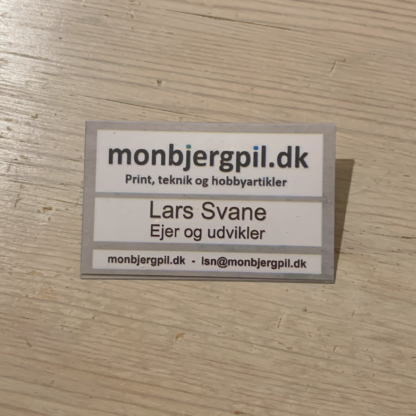 monbjergpil.dk
Print, teknik og hobbyartikler
Lars Svane
Ejer og udvikler
monbjergpil.dk - lsn@monbjergpil.dk